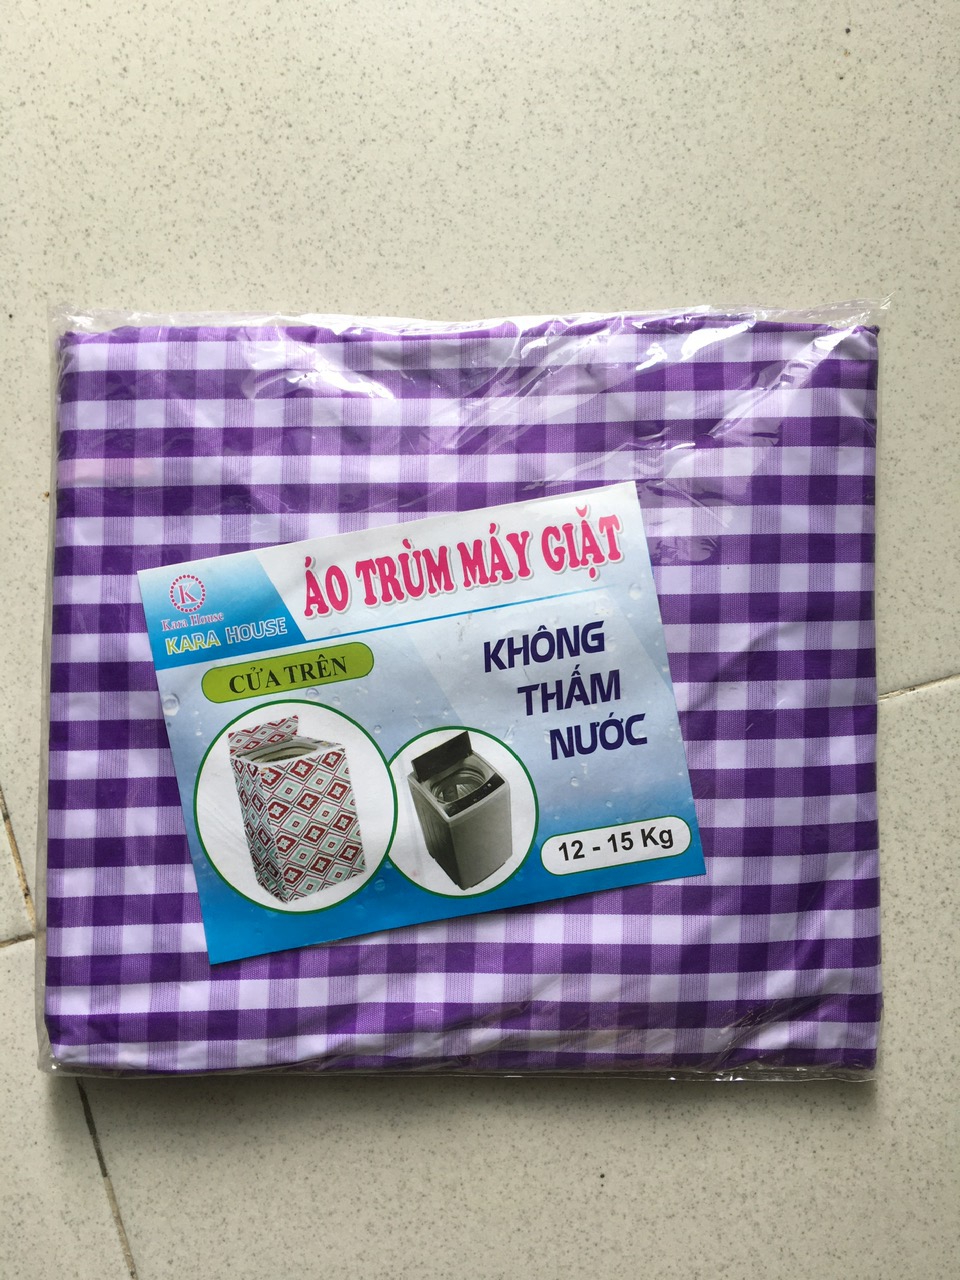 ÁO TRÙM MÁY GIẶT
K
Kara House
KARA HOUSE
CỬA TRÊN
KHÔNG
THẤM
NƯỚC
12 - 15 Kg